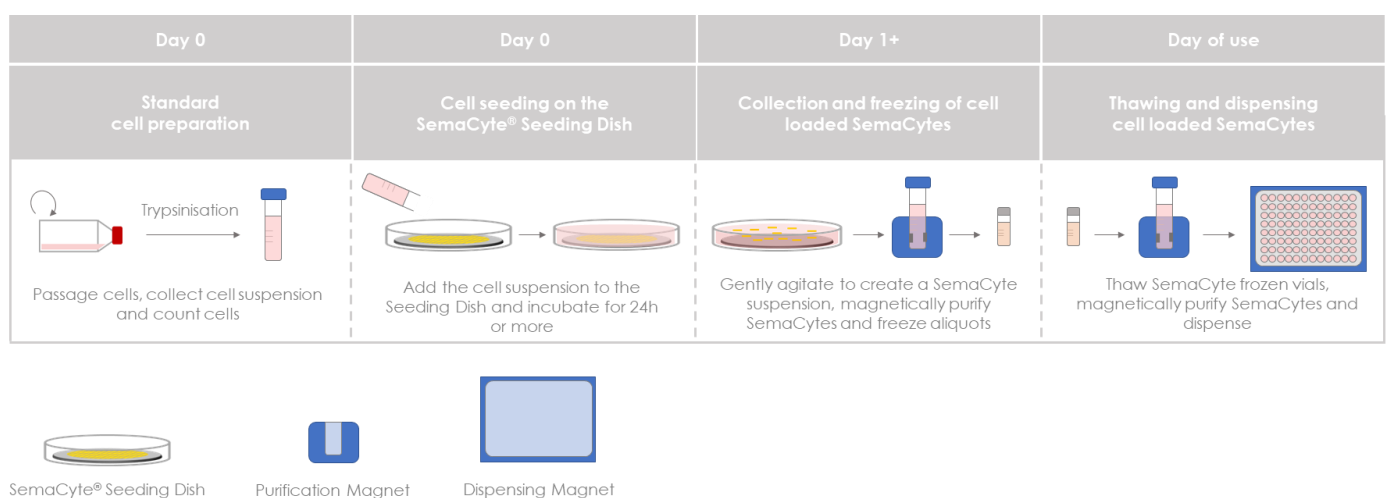 Day 0
Day 0
Day 1+
Day of use
Standard
cell preparation
Cell seeding on the
SemaCyte® Seeding Dish
Collection and freezing of cell
loaded SemaCytes
Thawing and dispensing
cell loaded SemaCytes
Trypsinisation
Passage cells, collect cell suspension
and count cells
Add the cell suspension to the
Seeding Dish and incubate for 24h
or more
Gently agitate to create a SemaCyte
suspension, magnetically purify
SemaCytes and freeze aliquots
Thaw SemaCyte frozen vials,
magnetically purify SemaCytes and
dispense
SemaCyte® Seeding Dish
Purification Magnet
Dispensing Magnet